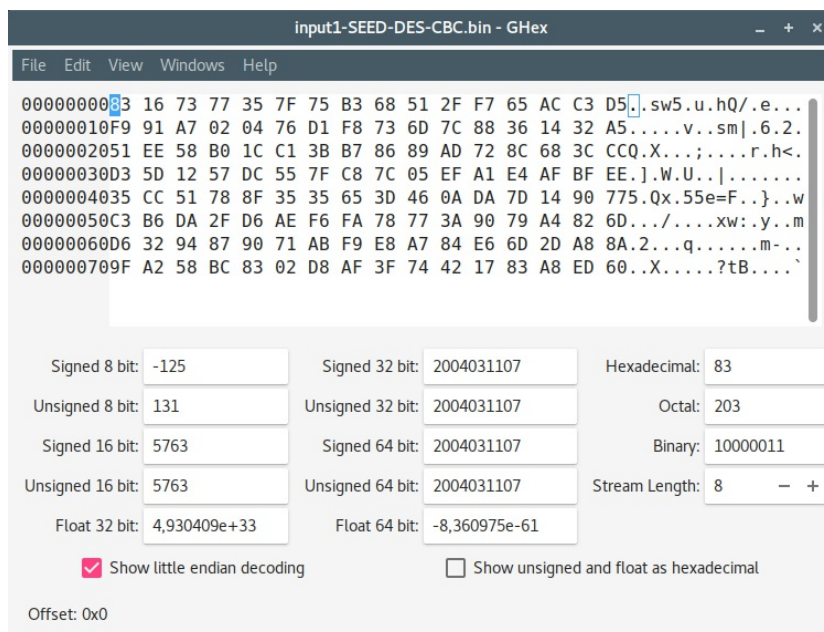 input1-SEED-DES-CBC.bin - GHex
File Edit View Windows Help
0000000083 16 73 77 35 7F 75 B3 68 51 2F F7 65 AC C3 D5..sw5.u.hQ/.e...
00000010F9 91 A7 02 04 76 D1 F8 73 6D 7C 88 36 14 32 A5.....v..sm|.6.2.
0000002051 EE 58 B0 1C C1 3B B7 86 89 AD 72 8C 68 3C CCQ.X...;....r.h<.
00000030D3 5D 12 57 DC 55 7F C8 7C 05 EF A1 E4 AF BF EE.].W.U..|.......
0000004035 CC 51 78 8F 35 35 65 3D 46 0A DA 7D 14 90 775.Qx.55e=F..}..w
00000050C3 B6 DA 2F D6 AE F6 FA 78 77 3A 90 79 A4 82 6D.../....xw:.y..m
00000060D6 32 94 87 90 71 AB F9 E8 A7 84 E6 6D 2D A8 8A.2...q......m-..
000000709F A2 58 BC 83 02 D8 AF 3F 74 42 17 83 A8 ED 60..X.....?tB....`
Signed 8 bit: -125 Signed 32 bit: 2004031107 Hexadecimal: 83
Unsigned 8 bit: 131 Unsigned 32 bit: 2004031107 Octal: 203
Signed 16 bit: 5763 Signed 64 bit: 2004031107 Binary: 10000011
Unsigned 16 bit: 5763 Unsigned 64 bit: 2004031107 Stream Length: 8 − +
Float 32 bit: 4,930409e+33 Float 64 bit: -8,360975e-61
Show little endian decoding Show unsigned and float as hexadecimal
Offset: 0x0